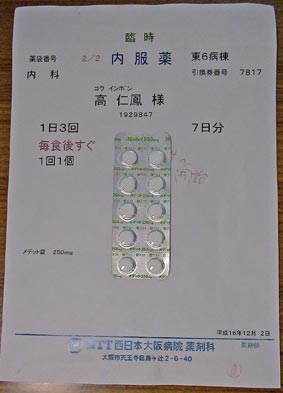 臨時
薬袋番号 2/2 内服薬 東6病棟
内科 引換券番号 7817
コウ インボン
高 仁鳳 様
1929847
1日3回 7日分
毎食後すぐ
1回1個
メデット錠 250mg
平成16年12月 2日
NTT西日本大阪病院 薬剤科
大阪市天王寺区烏ヶ辻2-6-40